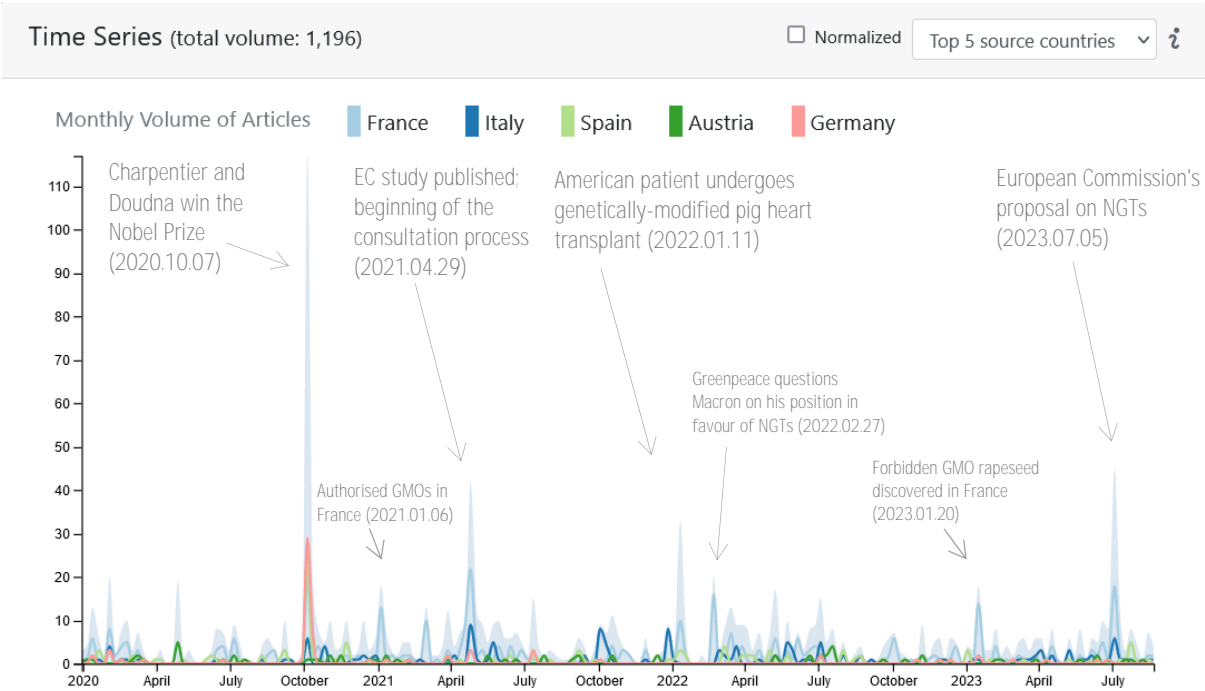 Time Series (total volume: 1,196)
Normalized
Top 5 source countries
i
Monthly Volume of Articles
France
Italy
Spain
Austria
Germany
Charpentier and
Doudna win the
Nobel Prize
(2020.10.07)
EC study published;
beginning of the
consultation process
(2021.04.29)
American patient undergoes
genetically-modified pig heart
transplant (2022.01.11)
European Commission's
proposal on NGTs
(2023.07.05)
Greenpeace questions
Macron on his position in
favour of NGTs (2022.02.27)
Authorised GMOs in
France (2021.01.06)
Forbidden GMO rapeseed
discovered in France
(2023.01.20)
110
100
90
80
70
60
50
40
30
20
10
0
2020
April
July
October
2021
April
July
October
2022
April
July
October
2023
April
July